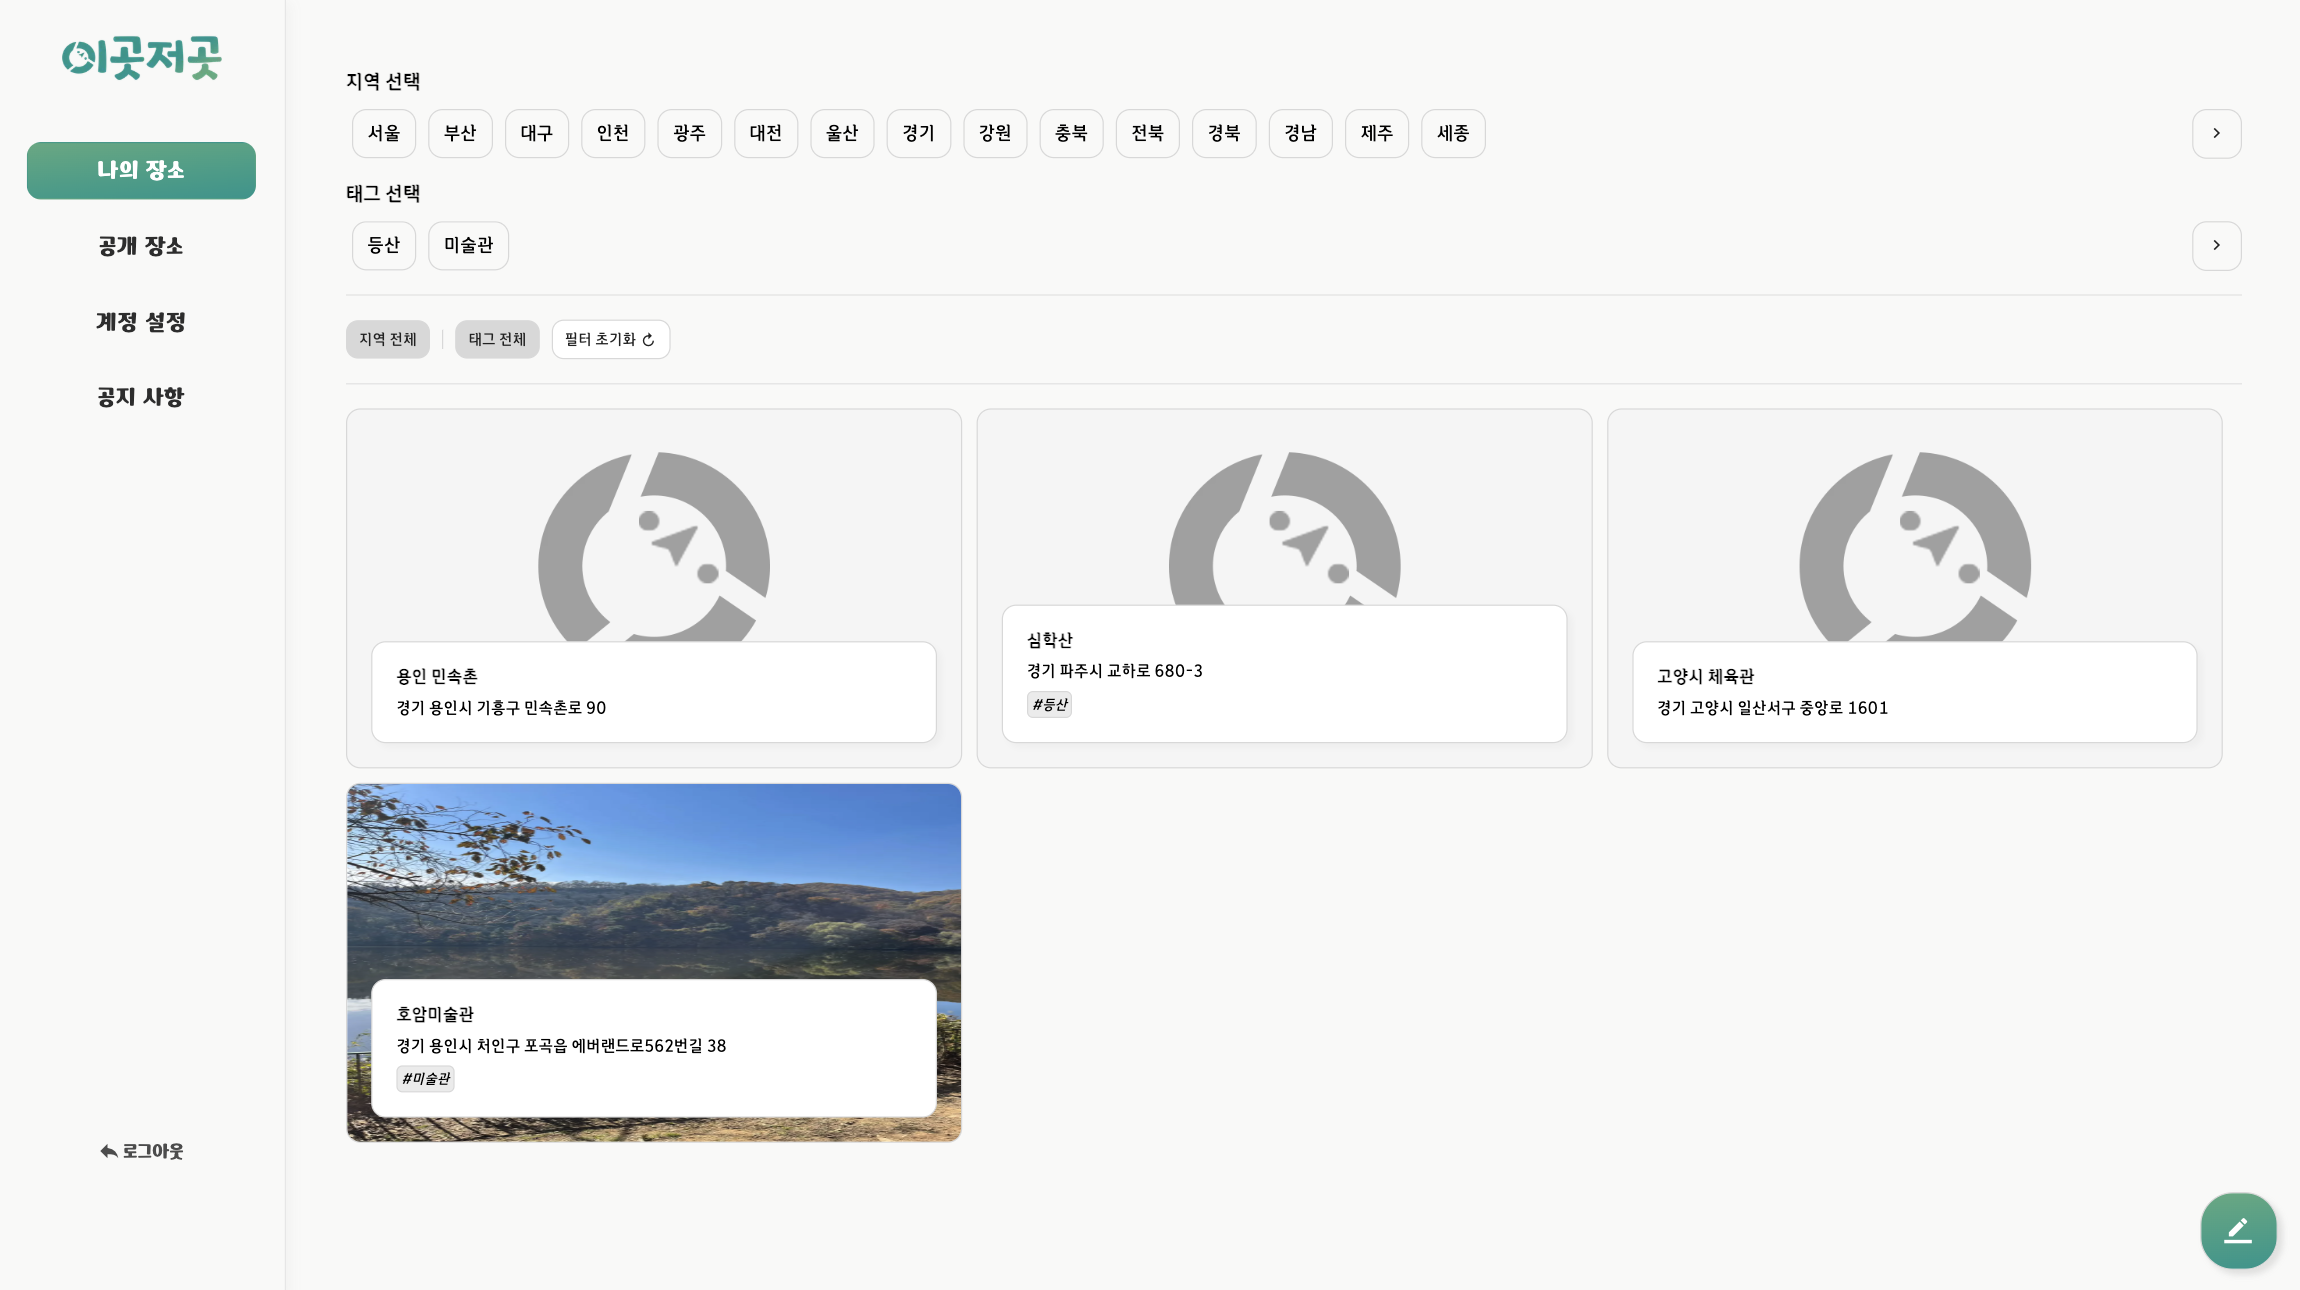 이곳저곳
나의 장소
공개 장소
계정 설정
공지 사항
로그아웃
지역 선택
서울 부산 대구 인천 광주 대전 울산 경기 강원 충북 전북 경북 경남 제주 세종
태그 선택
등산 미술관
지역 전체 태그 전체 필터 초기화
용인 민속촌
경기 용인시 기흥구 민속촌로 90
심학산
경기 파주시 교하로 680-3
#등산
고양시 체육관
경기 고양시 일산서구 중앙로 1601
호암미술관
경기 용인시 처인구 포곡읍 에버랜드로562번길 38
#미술관